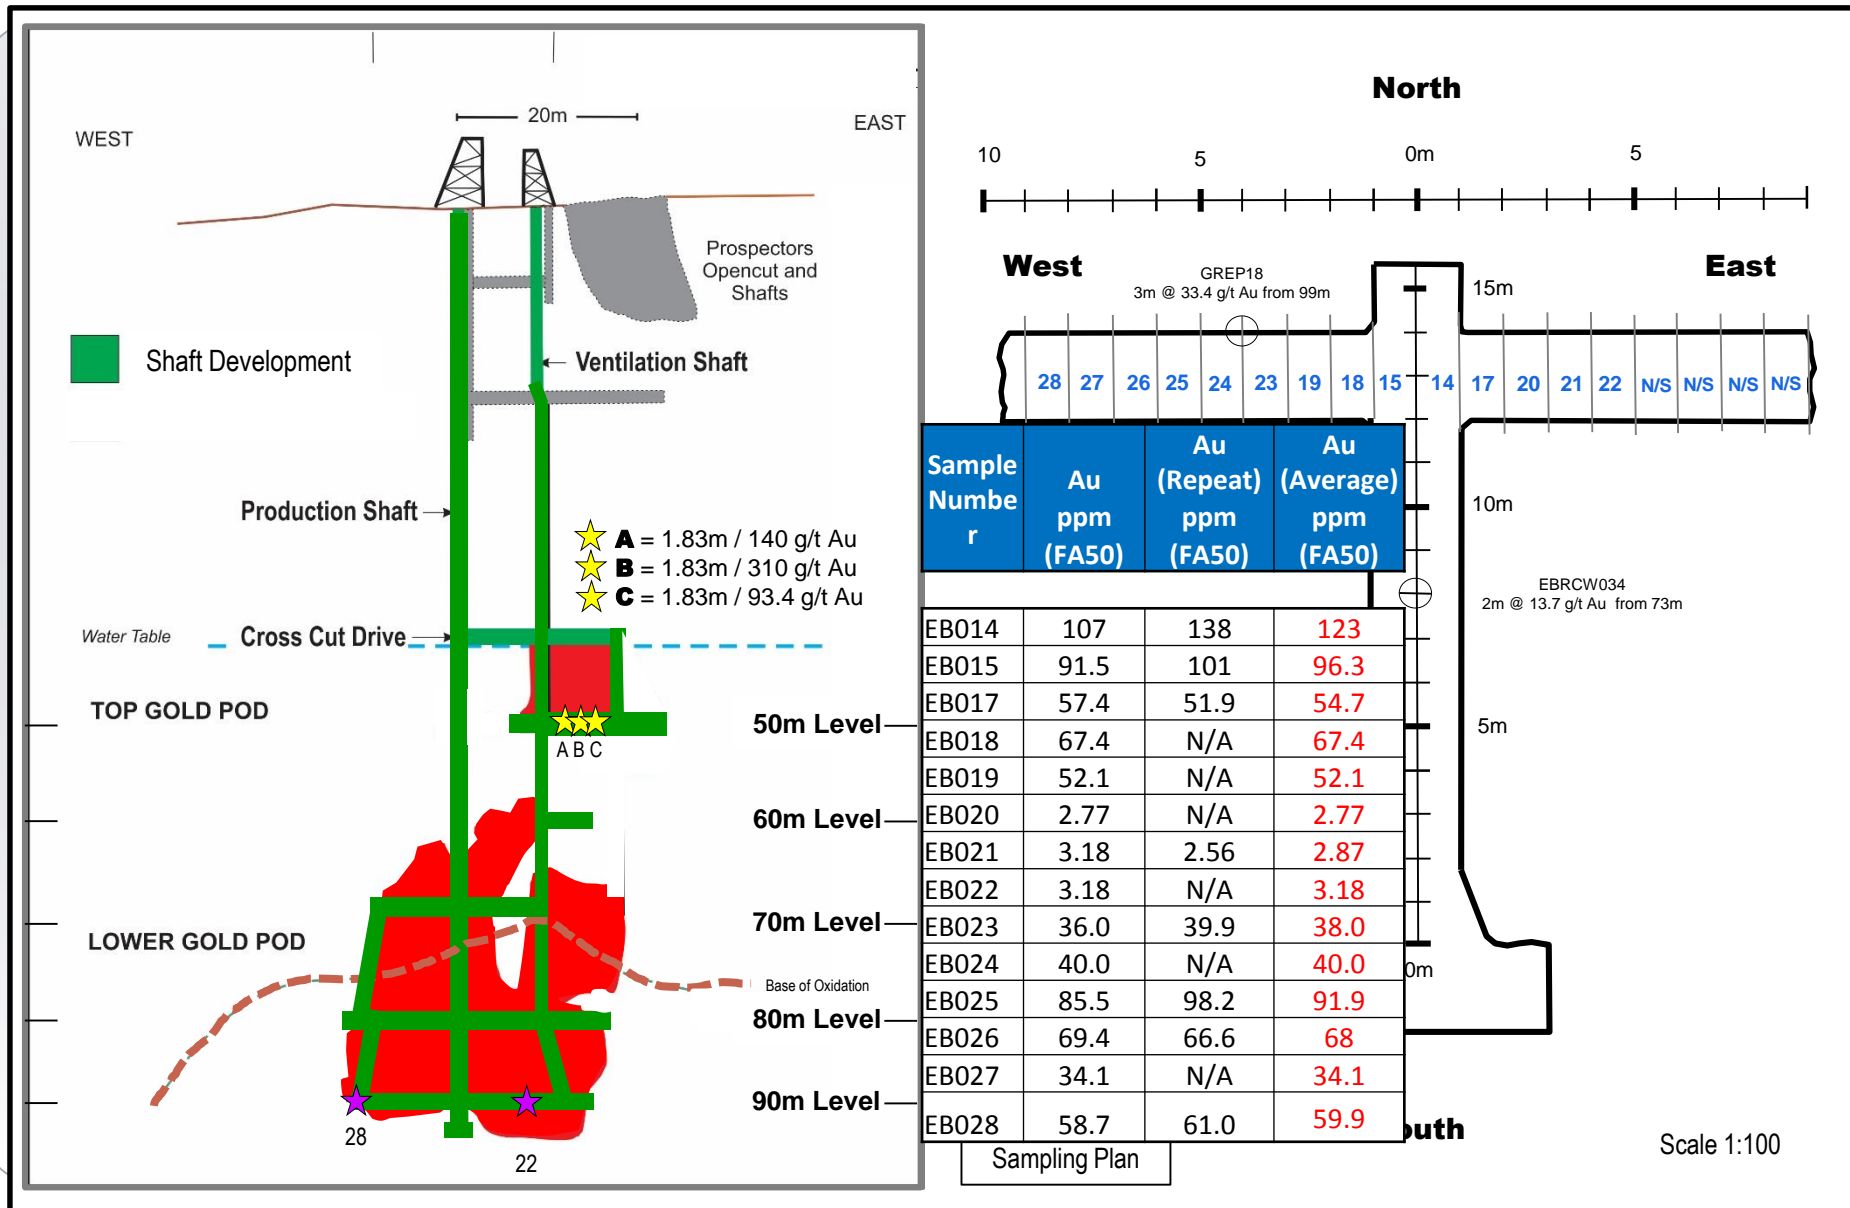 20m
WEST
EAST
Prospectors
Opencut and
Shafts
Shaft Development
Ventilation Shaft
Production Shaft
A = 1.83m / 140 g/t Au
B = 1.83m / 310 g/t Au
C = 1.83m / 93.4 g/t Au
Water Table
Cross Cut Drive
TOP GOLD POD
A B C
50m Level
60m Level
70m Level
LOWER GOLD POD
Base of Oxidation
80m Level
90m Level
28
22
North
10 5 0m 5
West
East
GREP18
3m @ 33.4 g/t Au from 99m
15m
28 27 26 25 24 23 19 18 15 14 17 20 21 22 N/S N/S N/S N/S
10m
EBRCW034
2m @ 13.7 g/t Au from 73m
5m
0m
outh
Scale 1:100
Sample
Numbe
r
Au
ppm
(FA50)
Au
(Repeat)
ppm
(FA50)
Au
(Average)
ppm
(FA50)
EB014 107 138 123
EB015 91.5 101 96.3
EB017 57.4 51.9 54.7
EB018 67.4 N/A 67.4
EB019 52.1 N/A 52.1
EB020 2.77 N/A 2.77
EB021 3.18 2.56 2.87
EB022 3.18 N/A 3.18
EB023 36.0 39.9 38.0
EB024 40.0 N/A 40.0
EB025 85.5 98.2 91.9
EB026 69.4 66.6 68
EB027 34.1 N/A 34.1
EB028 58.7 61.0 59.9
Sampling Plan